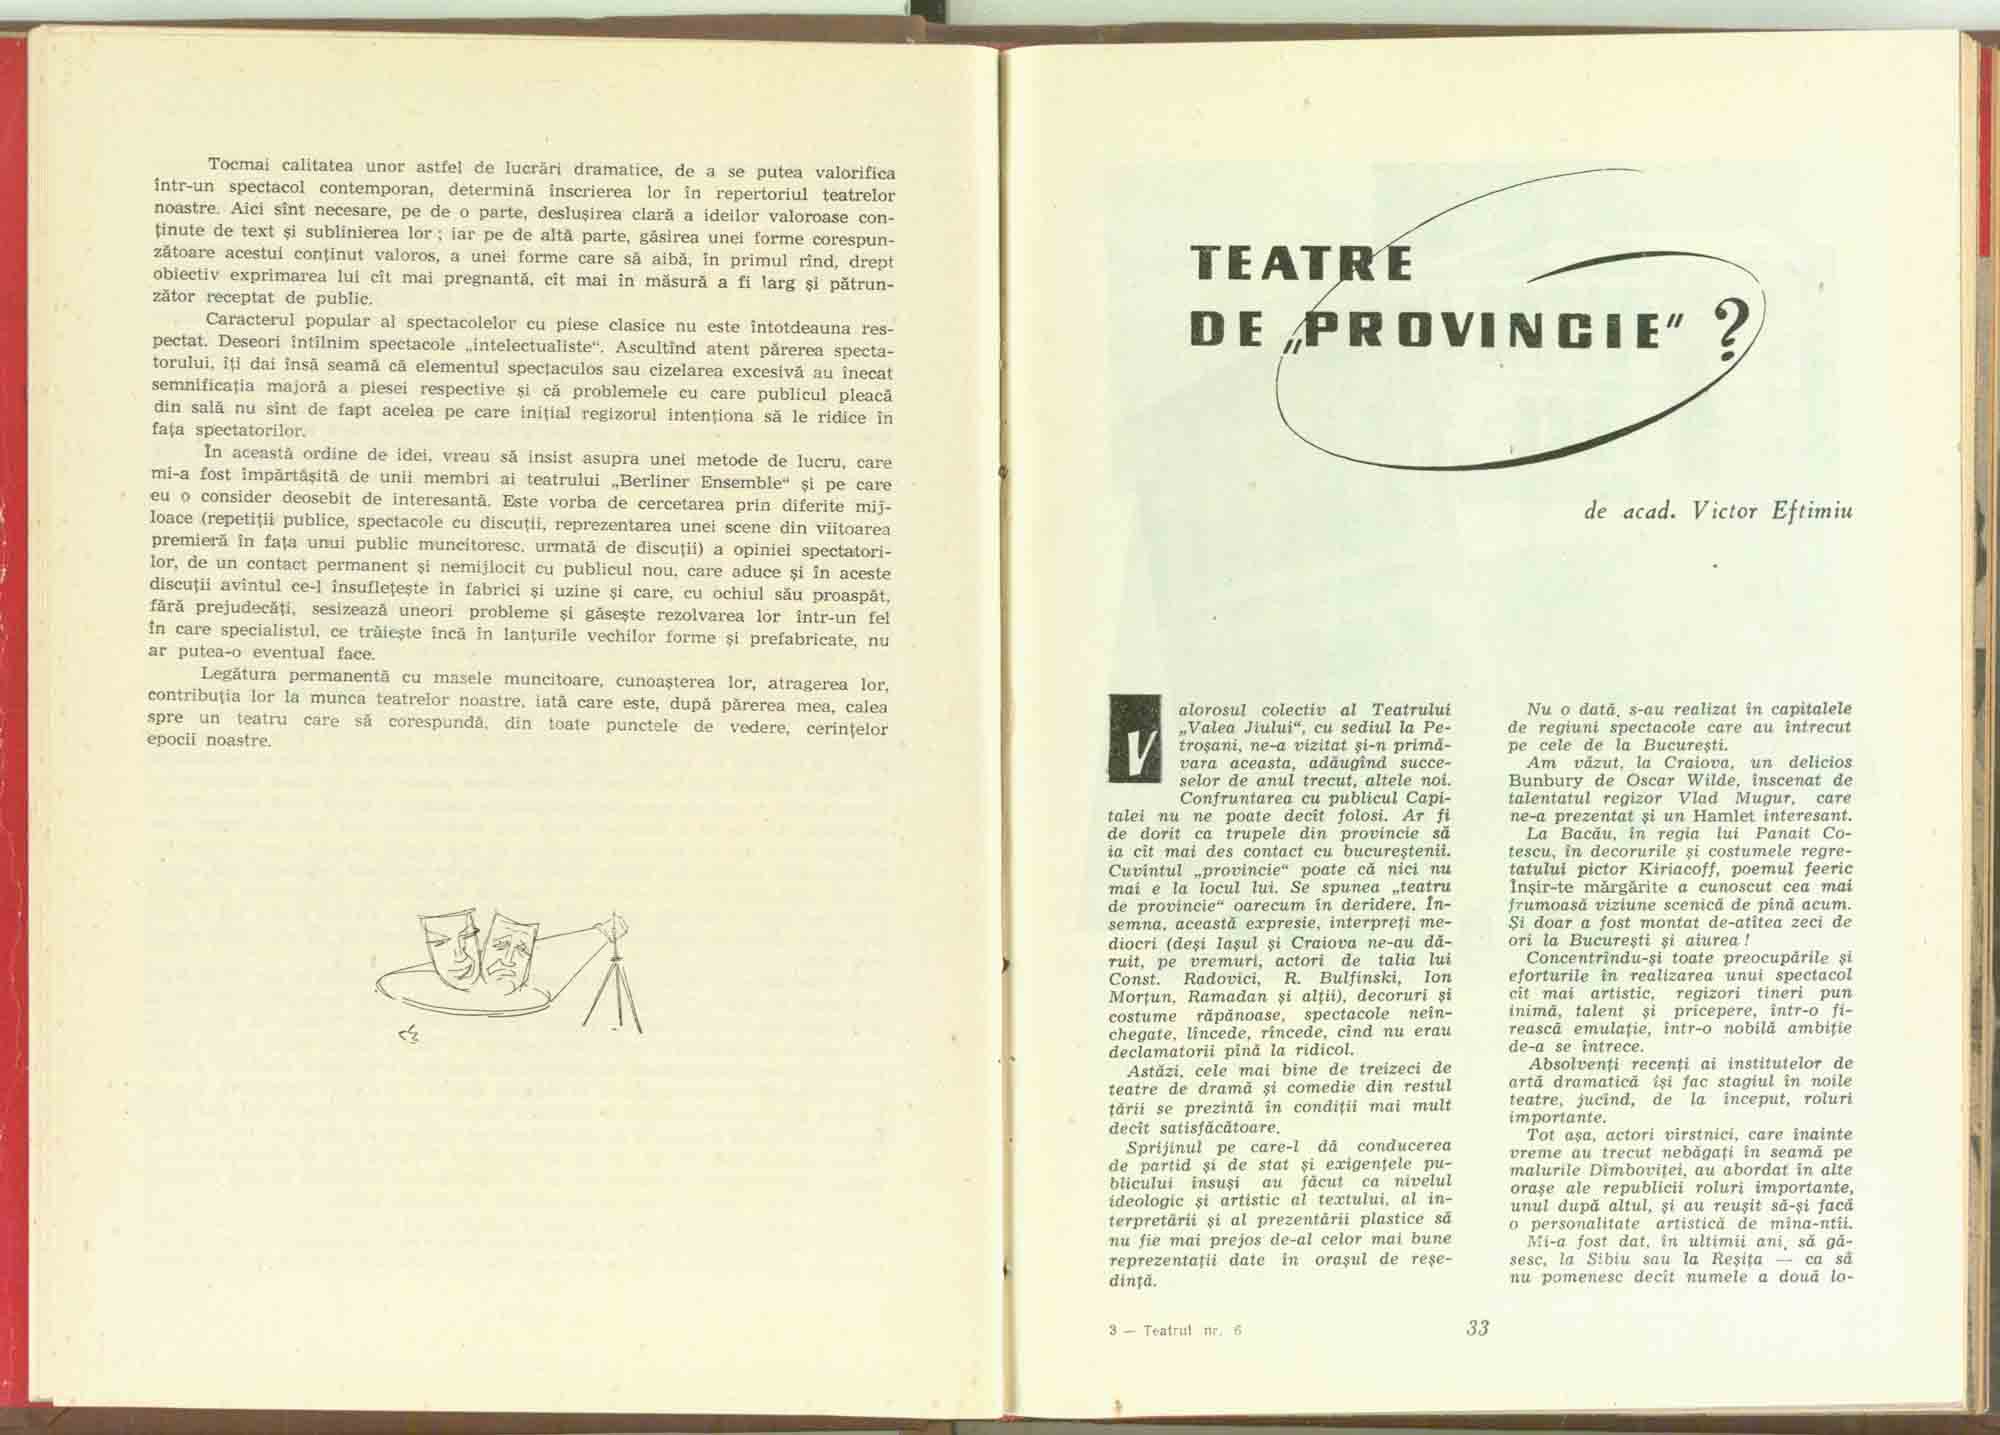 Tocmai calitatea unor astfel de lucrări dramatice, de a se putea valorifica
într-un spectacol contemporan, determină înscrierea lor în repertoriul teatrelor
noastre. Aici sînt necesare, pe de o parte, deslușirea clară a ideilor valoroase con-
ținute de text și sublinierea lor ; iar pe de altă parte, găsirea unei forme corespun-
zătoare acestui conținut valoros, a unei forme care să aibă, în primul rînd, drept
obiectiv exprimarea lui cît mai pregnantă, cît mai în măsură a fi larg și pătrun-
zător receptat de public.
Caracterul popular al spectacolelor cu piese clasice nu este întotdeauna res-
pectat. Deseori întîlnim spectacole „intelectualiste“. Ascultînd atent părerea specta-
torului, îți dai însă seamă că elementul spectaculos sau cizelarea excesivă au înecat
semnificația majoră a piesei respective și că problemele cu care publicul pleacă
din sală nu sînt de fapt acelea pe care inițial regizorul intenționa să le ridice în
fața spectatorilor.
În această ordine de idei, vreau să insist asupra unei metode de lucru, care
mi-a fost împărtășită de unii membri ai teatrului „Berliner Ensemble“ și pe care
eu o consider deosebit de interesantă. Este vorba de cercetarea prin diferite mij-
loace (repetiții publice, spectacole cu discuții, reprezentarea unei scene din viitoarea
premieră în fața unui public muncitoresc, urmată de discuții) a opiniei spectatori-
lor, de un contact permanent și nemijlocit cu publicul nou, care aduce și în aceste
discuții avîntul ce-l însuflețește în fabrici și uzine și care, cu ochiul său proaspăt,
fără prejudecăți, sesizează uneori probleme și găsește rezolvarea lor într-un fel
în care specialistul, ce trăiește încă în lanțurile vechilor forme și prefabricate, nu
ar putea-o eventual face.
Legătura permanentă cu masele muncitoare, cunoașterea lor, atragerea lor,
contribuția lor la munca teatrelor noastre, iată care este, după părerea mea, calea
spre un teatru care să corespundă, din toate punctele de vedere, cerințelor
epocii noastre.
TEATRE
DE „PROVINCIE“ ?
de acad. Victor Eftimiu
Valorosul colectiv al Teatrului
„Valea Jiului“, cu sediul la Pe-
troșani, ne-a vizitat și-n primă-
vara aceasta, adăugînd succe-
selor de anul trecut, altele noi.
Confruntarea cu publicul Capi-
talei nu ne poate decît folosi. Ar fi
de dorit ca trupele din provincie să
ia cît mai des contact cu bucureștenii.
Cuvîntul „provincie“ poate că nici nu
mai e la locul lui. Se spunea „teatru
de provincie“ oarecum în derîdere. În-
semna, această expresie, interpreți me-
diocri (deși Iașul și Craiova ne-au dă-
ruit, pe vremuri, actori de talia lui
Const. Radovici, R. Bulfinski, Ion
Morțun, Ramadan și alții), decoruri și
costume răpănoase, spectacole neîn-
chegate, lîncede, rîncede, cînd nu erau
declamatorii pînă la ridicol.
Astăzi, cele mai bine de treizeci de
teatre de dramă și comedie din restul
țării se prezintă în condiții mai mult
decît satisfăcătoare.
Sprijinul pe care-l dă conducerea
de partid și de stat și exigențele pu-
blicului însuși au făcut ca nivelul
ideologic și artistic al textului, al in-
terpretării și al prezentării plastice să
nu fie mai prejos de-al celor mai bune
reprezentații date în orașul de reșe-
dință.
Nu o dată, s-au realizat în capitalele
de regiuni spectacole care au întrecut
pe cele de la București.
Am văzut, la Craiova, un delicios
Bunbury de Oscar Wilde, înscenat de
talentatul regizor Vlad Mugur, care
ne-a prezentat și un Hamlet interesant.
La Bacău, în regia lui Panait Co-
tescu, în decorurile și costumele regre-
tatului pictor Kiriacoff, poemul feeric
Înșir-te mărgărite a cunoscut cea mai
frumoasă viziune scenică de pînă acum.
Și doar a fost montat de-atîtea zeci de
ori la București și aiurea !
Concentrîndu-și toate preocupările și
eforturile în realizarea unui spectacol
cît mai artistic, regizori tineri pun
inimă, talent și pricepere, într-o fi-
rească emulație, într-o nobilă ambiție
de-a se întrece.
Absolvenți recenți ai institutelor de
artă dramatică își fac stagiul în noile
teatre, jucînd, de la început, roluri
importante.
Tot așa, actori vîrstnici, care înainte
vreme au trecut nebăgați în seamă pe
malurile Dîmboviței, au abordat în alte
orașe ale republicii roluri importante,
unul după altul, și au reușit să-și facă
o personalitate artistică de mîna-ntîi.
Mi-a fost dat, în ultimii ani, să gă-
sesc, la Sibiu sau la Reșița — ca să
nu pomenesc decît numele a două lo-
3 — Teatrul nr. 6
33